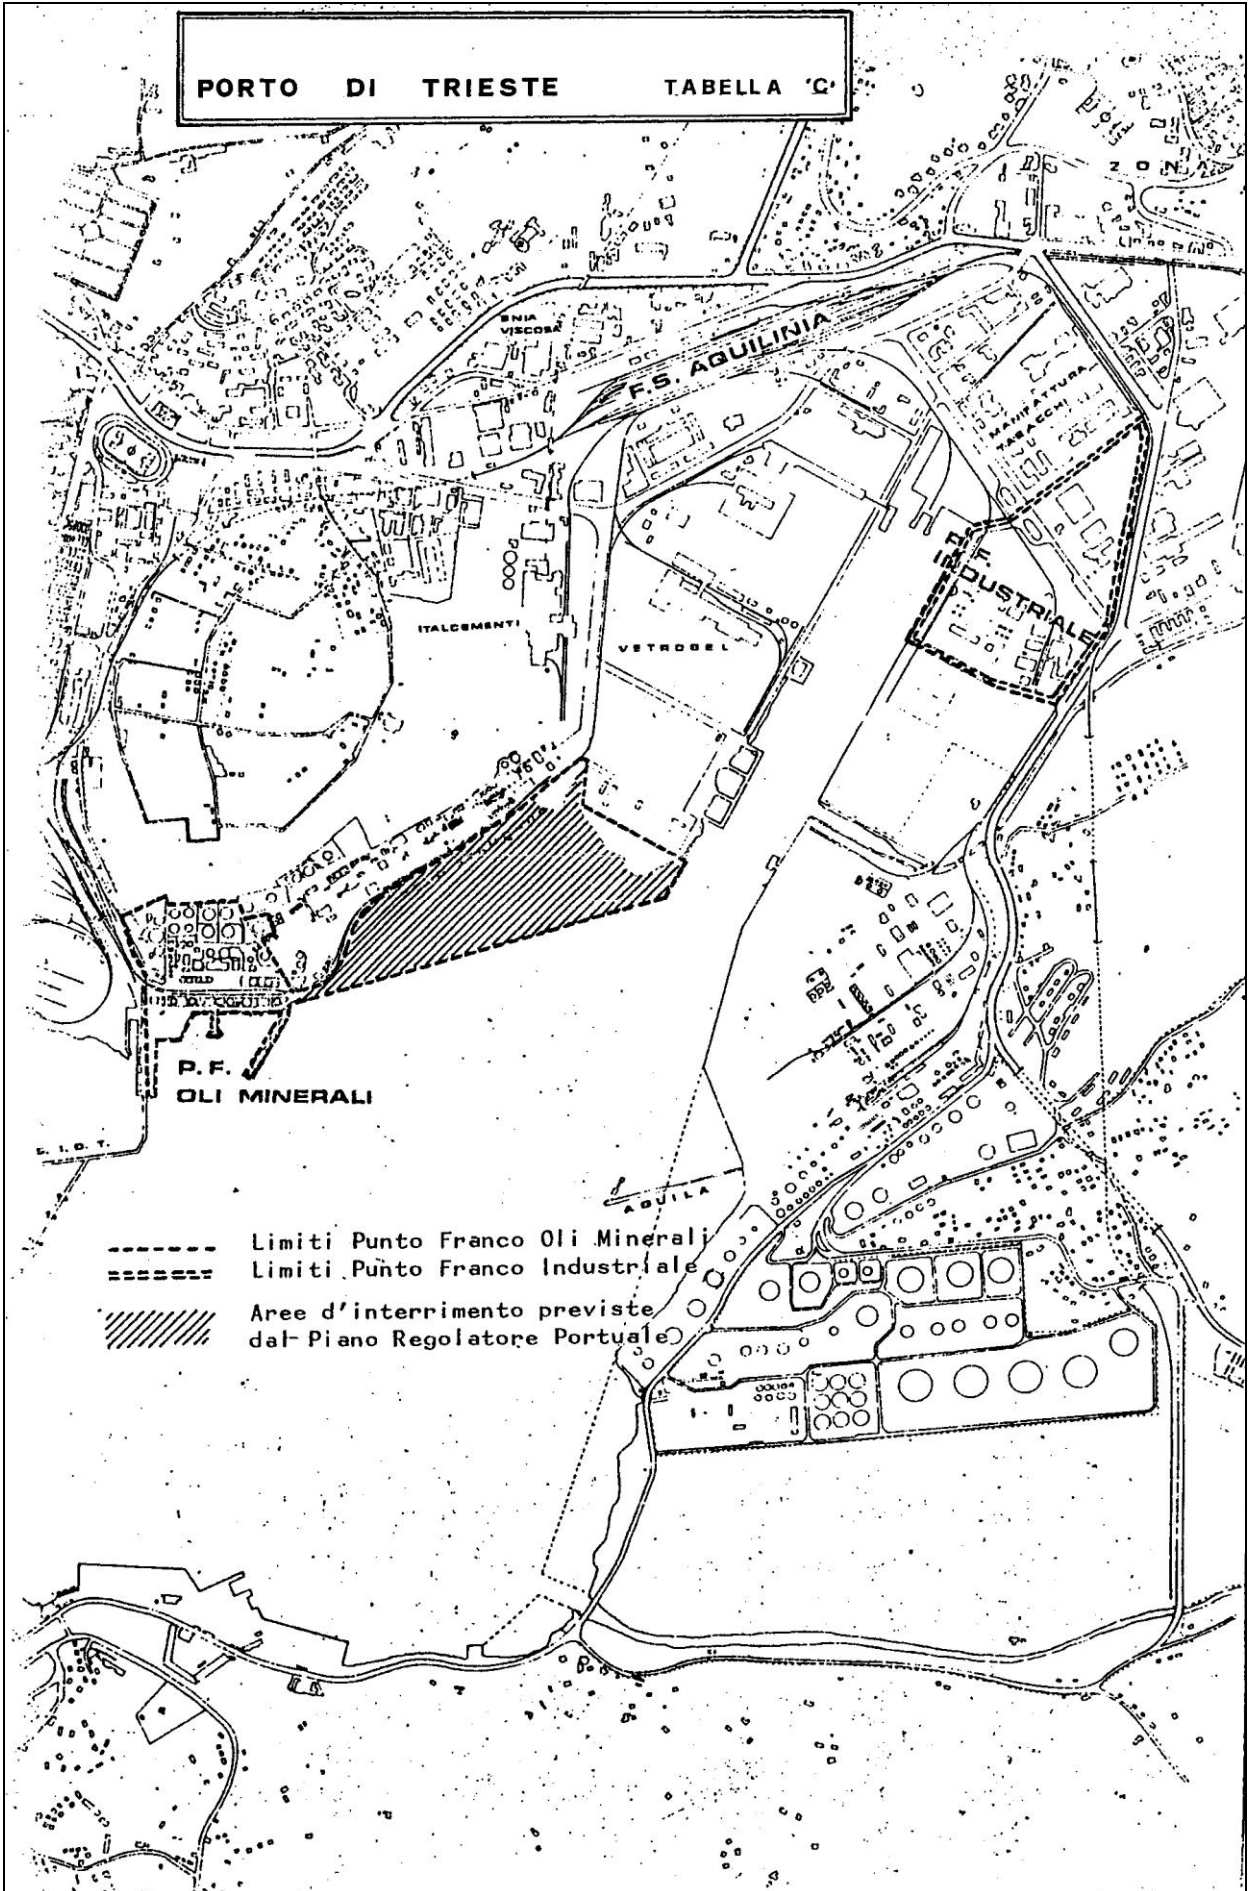 PORTO DI TRIESTE TABELLA 'C'
ZONA
SNIA
VISCOSA
F.S. AQUILINIA
MANIFATTURA
TABACCHI
P. F.
INDUSTRIALE
ITALCEMENTI
VETROBEL
P. F.
OLI MINERALI
S. I. O. T.
AQUILA
Limiti Punto Franco Oli Minerali
Limiti Punto Franco Industriale
Aree d'interrimento previste
dal Piano Regolatore Portuale